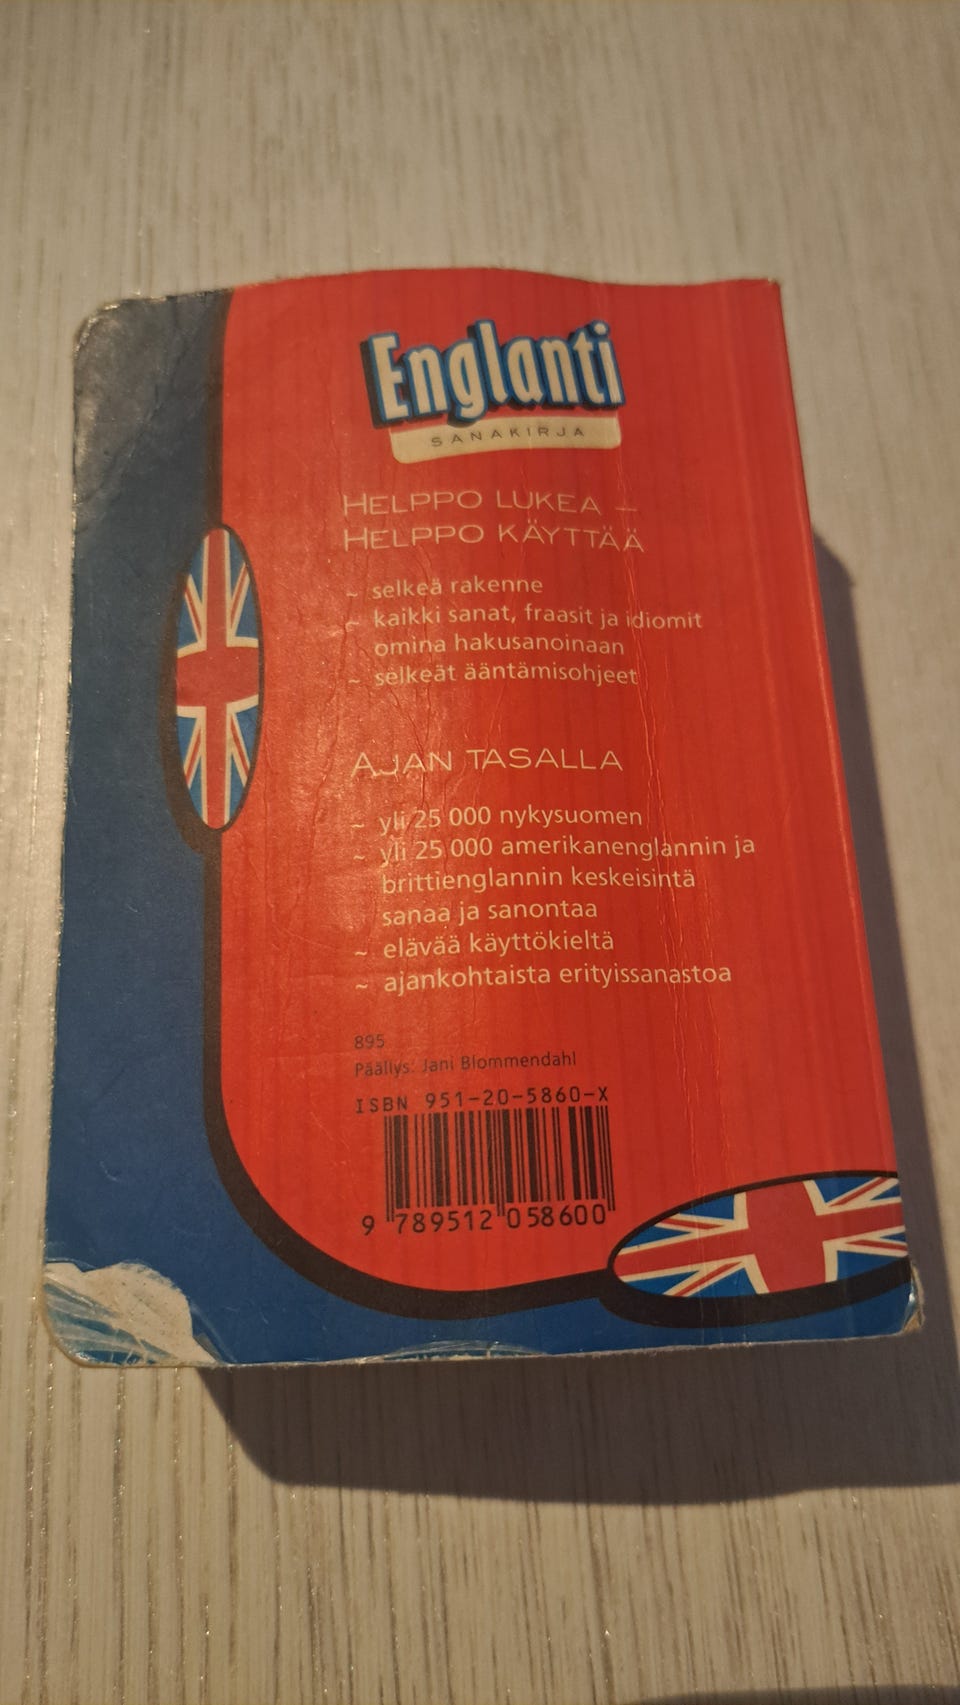 Englanti
SANAKIRJA
HELPPO LUKEA –
HELPPO KÄYTTÄÄ
~ selkeä rakenne
~ kaikki sanat, fraasit ja idiomit
omina hakusanoinaan
~ selkeät ääntämisohjeet
AJAN TASALLA
~ yli 25 000 nykysuomen
~ yli 25 000 amerikanenglannin ja
brittienglannin keskeisintä
sanaa ja sanontaa
~ elävää käyttökieltä
~ ajankohtaista erityissanastoa
895
Päällys: Jani Blommendahl
ISBN 951-20-5860-X
9 789512 058600